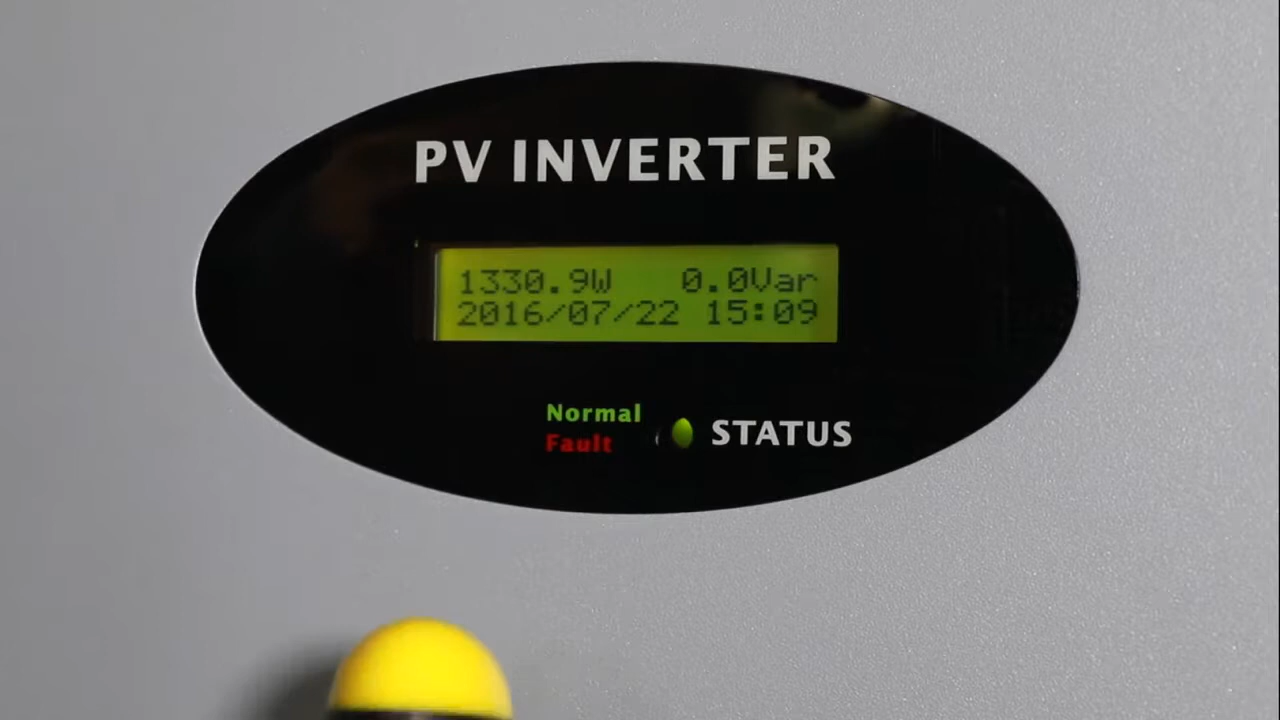 PV INVERTER
1330.9W 0.0Var
2016/07/22 15:09
Normal
Fault
STATUS